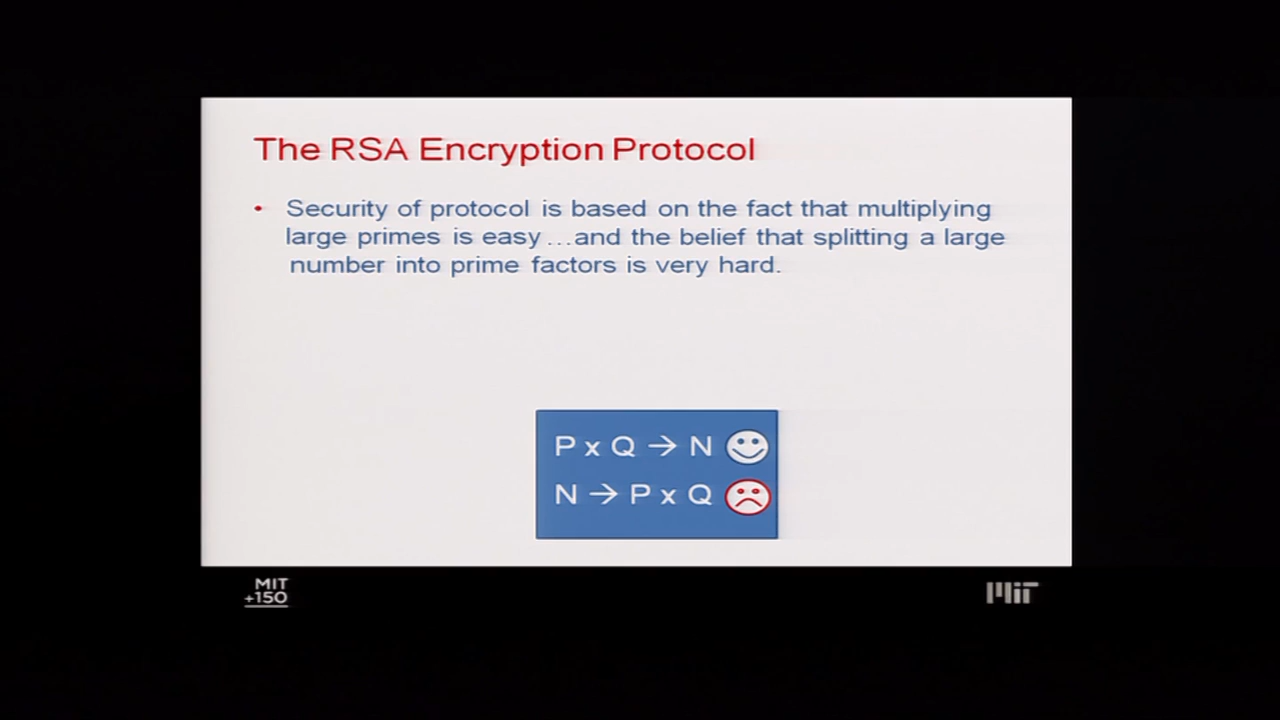 The RSA Encryption Protocol
• Security of protocol is based on the fact that multiplying
large primes is easy…and the belief that splitting a large
number into prime factors is very hard.
P x Q → N
N → P x Q
MIT
+150
MIT